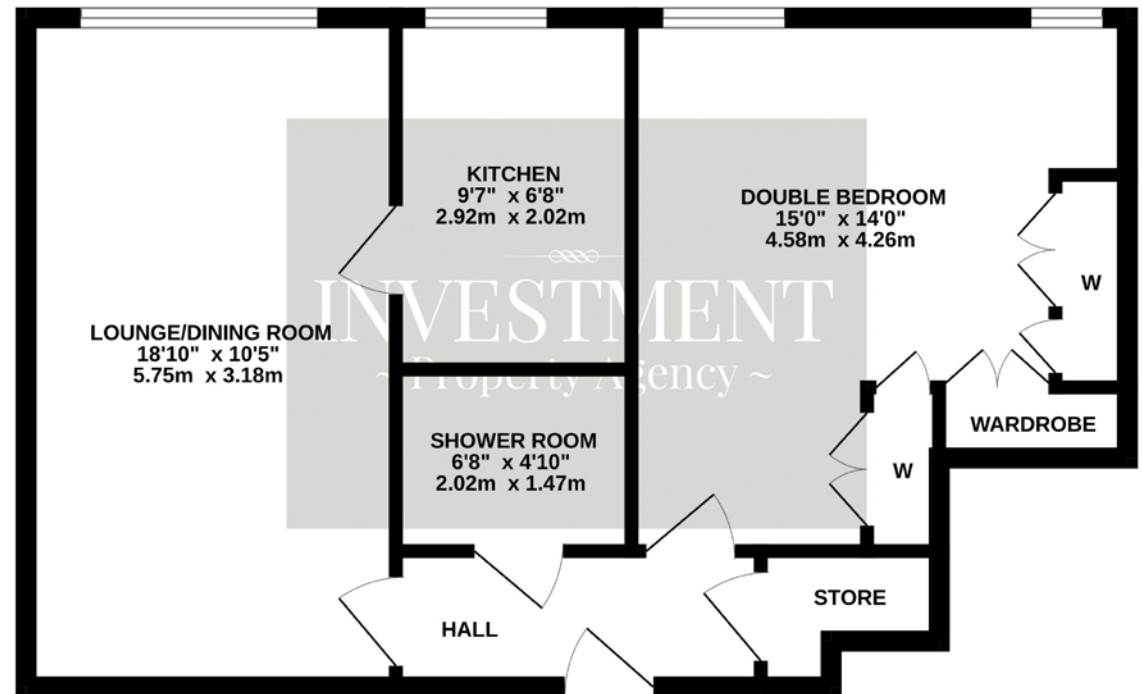 KITCHEN
9'7" x 6'8"
2.92m x 2.02m
DOUBLE BEDROOM
15'0" x 14'0"
4.58m x 4.26m
W
INVESTMENT
~ Property Agency ~
LOUNGE/DINING ROOM
18'10" x 10'5"
5.75m x 3.18m
WARDROBE
SHOWER ROOM
6'8" x 4'10"
2.02m x 1.47m
W
STORE
HALL